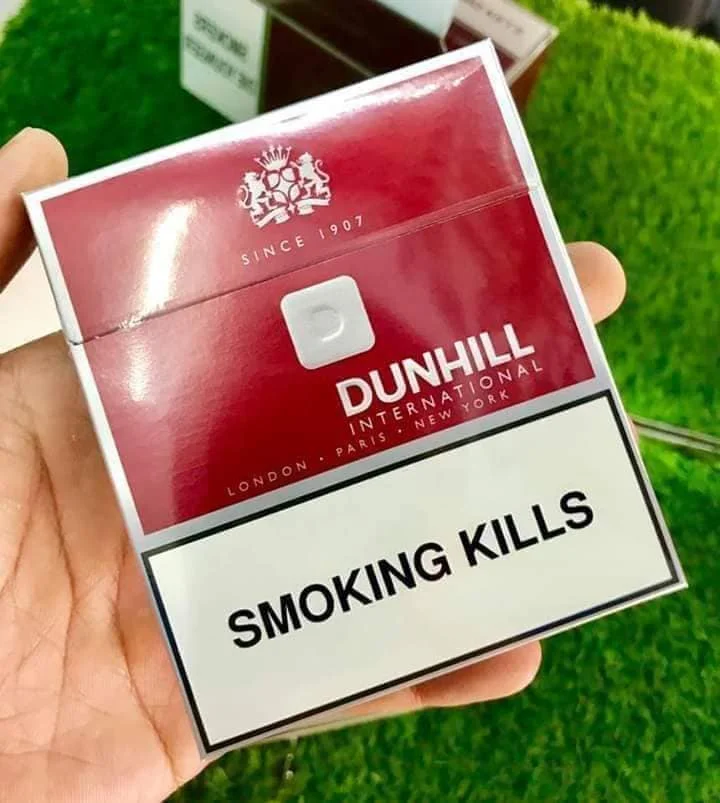 SINCE 1907
D
DUNHILL
INTERNATIONAL
LONDON • PARIS • NEW YORK
SMOKING KILLS